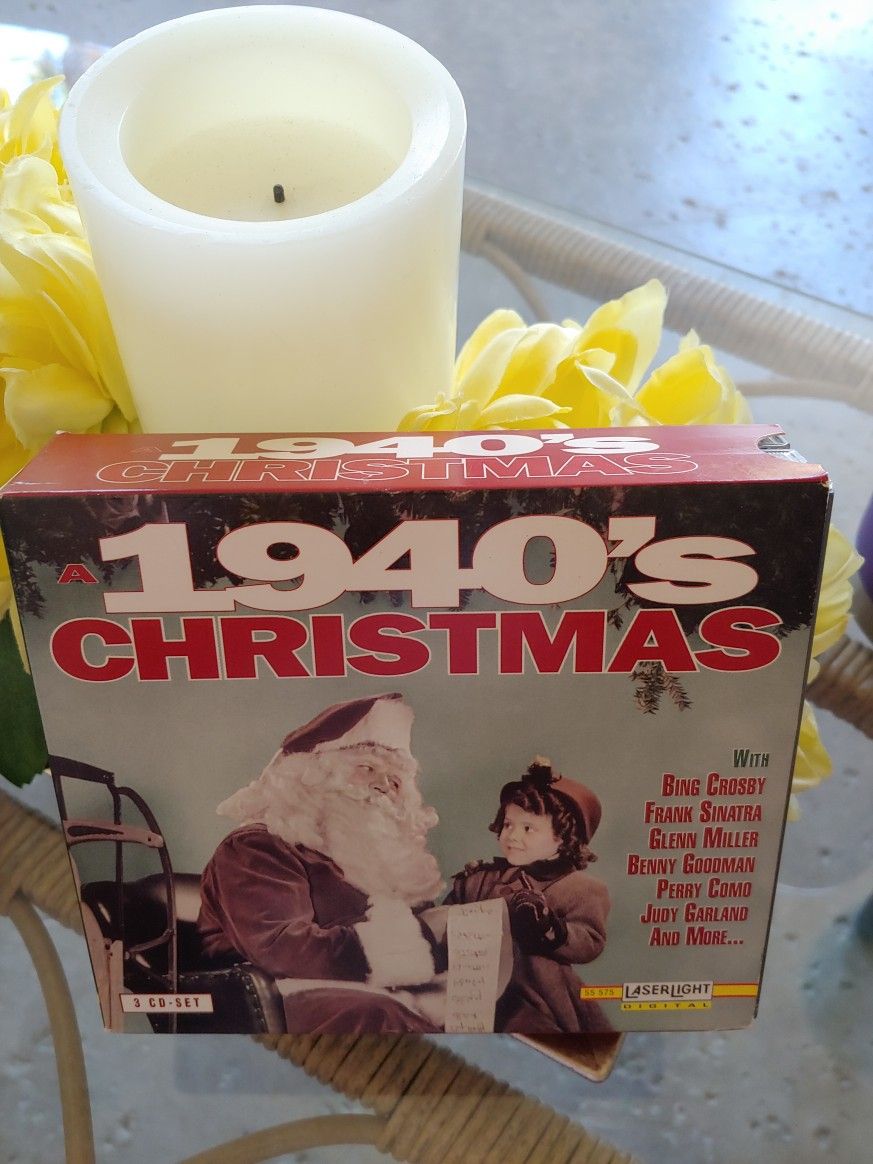 A 1940's
CHRISTMAS
A 1940's
CHRISTMAS
WITH
BING CROSBY
FRANK SINATRA
GLENN MILLER
BENNY GOODMAN
PERRY COMO
JUDY GARLAND
AND MORE...
3 CD-SET
55 575 LASERLIGHT
DIGITAL